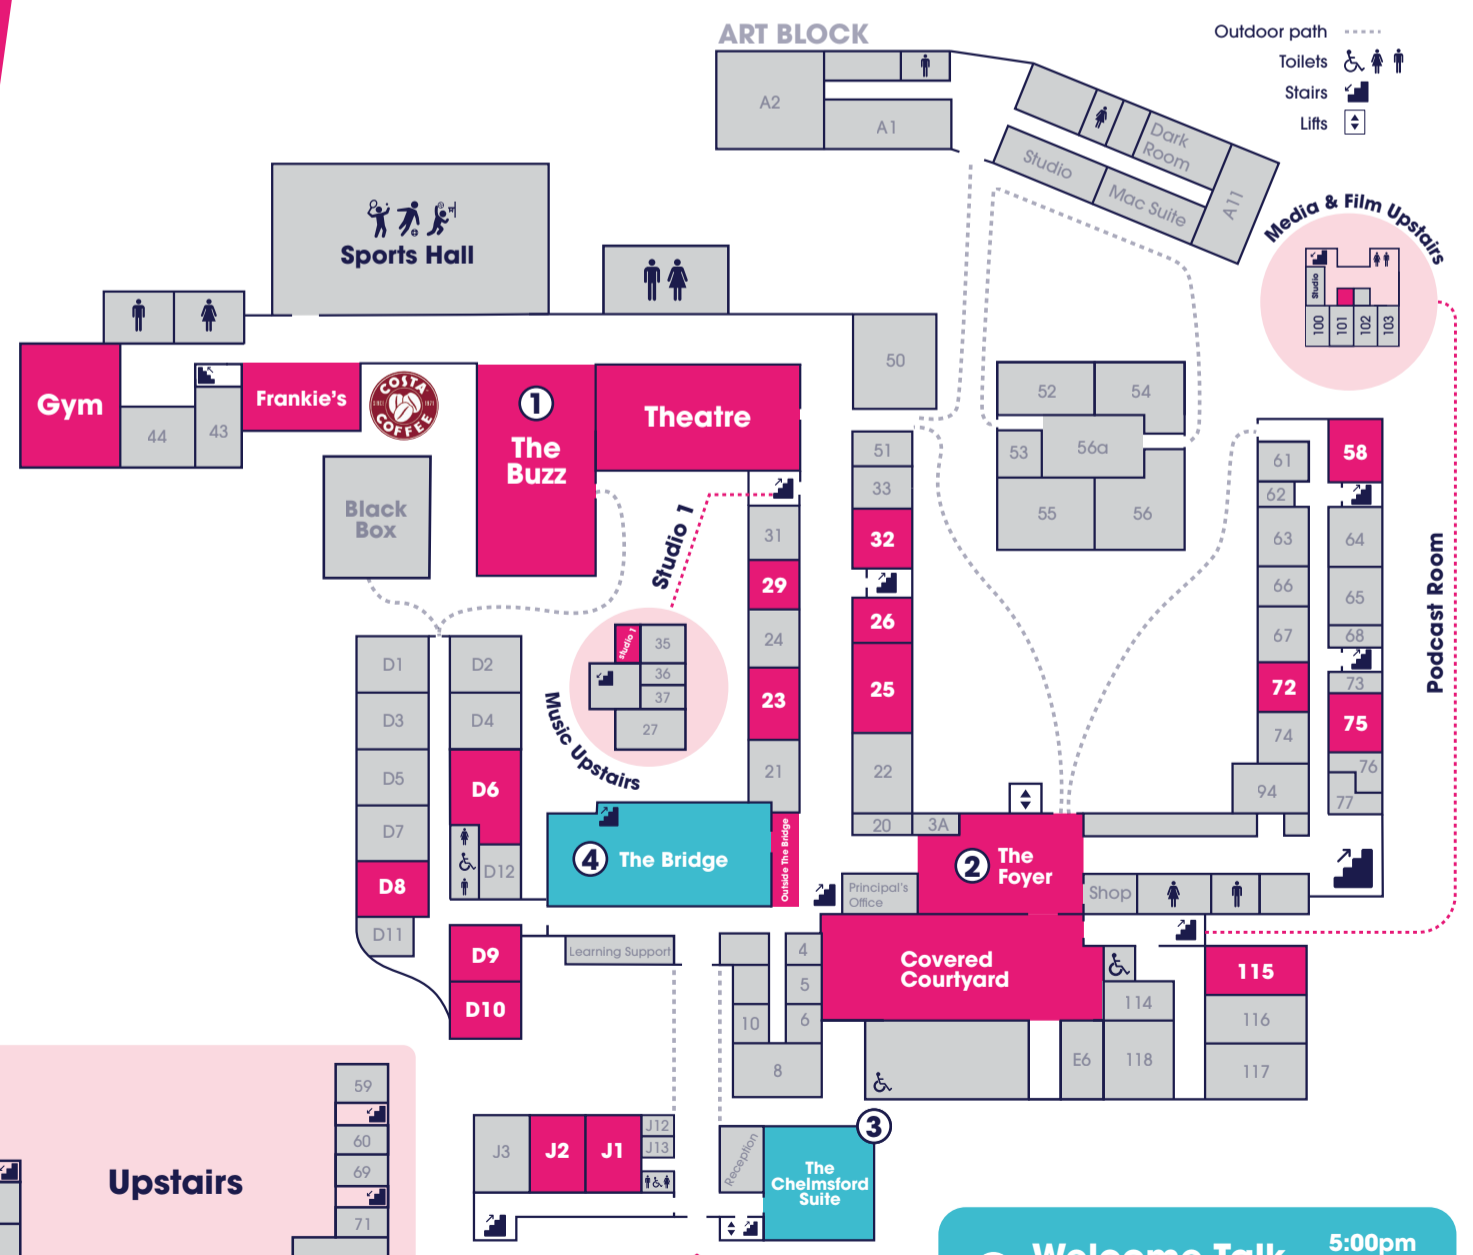 ART BLOCK
Outdoor path
Toilets
Stairs
Lifts
A2
A1
Dark
Room
Studio
Mac Suite
A11
Media & Film Upstairs
Studio
100
101
102
103
Sports Hall
Gym
44
43
Frankie's
COSTA
COFFEE
1
The
Buzz
Theatre
Black
Box
50
51
33
32
26
25
22
20
3A
52
54
53
56a
55
56
61
58
62
63
64
66
65
67
68
72
73
74
75
76
77
94
Podcast Room
Studio 1
31
29
24
23
21
studio 1
35
36
37
27
Music Upstairs
D1
D2
D3
D4
D5
D6
D7
D8
D12
D11
D9
D10
4
The Bridge
Outside The Bridge
Principal's
Office
2
The
Foyer
Shop
Covered
Courtyard
Learning Support
4
5
6
10
8
114
115
116
117
E6
118
J3
J2
J1
J12
J13
Reception
3
The
Chelmsford
Suite
Upstairs
59
60
69
71
Welcome Talk
5:00pm